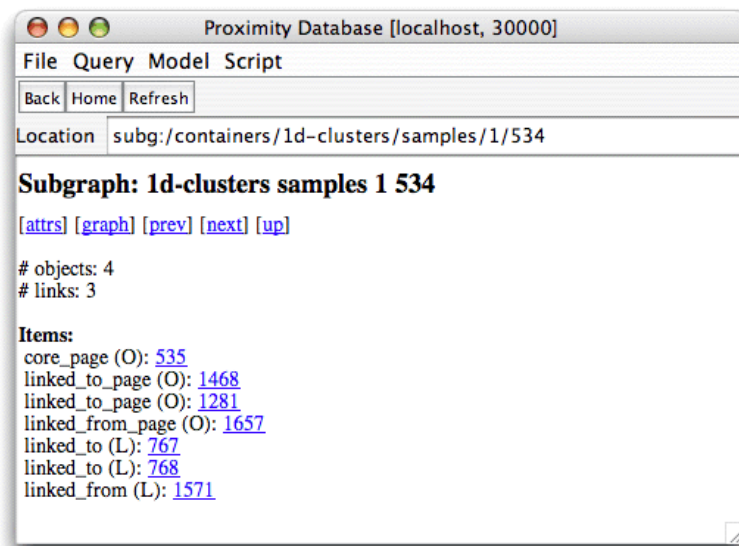 Proximity Database [localhost, 30000]
File Query Model Script
Back Home Refresh
Location subg:/containers/1d-clusters/samples/1/534
Subgraph: 1d-clusters samples 1 534
[attrs] [graph] [prev] [next] [up]
# objects: 4
# links: 3
Items:
core_page (O): 535
linked_to_page (O): 1468
linked_to_page (O): 1281
linked_from_page (O): 1657
linked_to (L): 767
linked_to (L): 768
linked_from (L): 1571